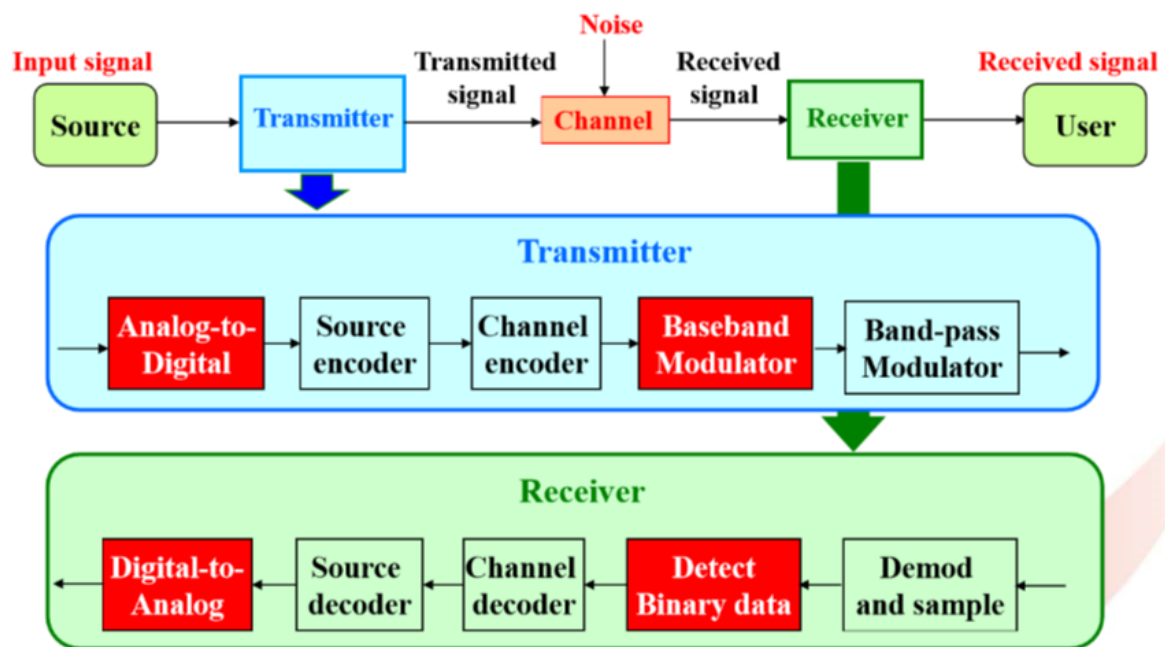 Noise
Input signal
Transmitted
signal
Received
signal
Received signal
Source
Transmitter
Channel
Receiver
User
Transmitter
Analog-to-
Digital
Source
encoder
Channel
encoder
Baseband
Modulator
Band-pass
Modulator
Receiver
Digital-to-
Analog
Source
decoder
Channel
decoder
Detect
Binary data
Demod
and sample